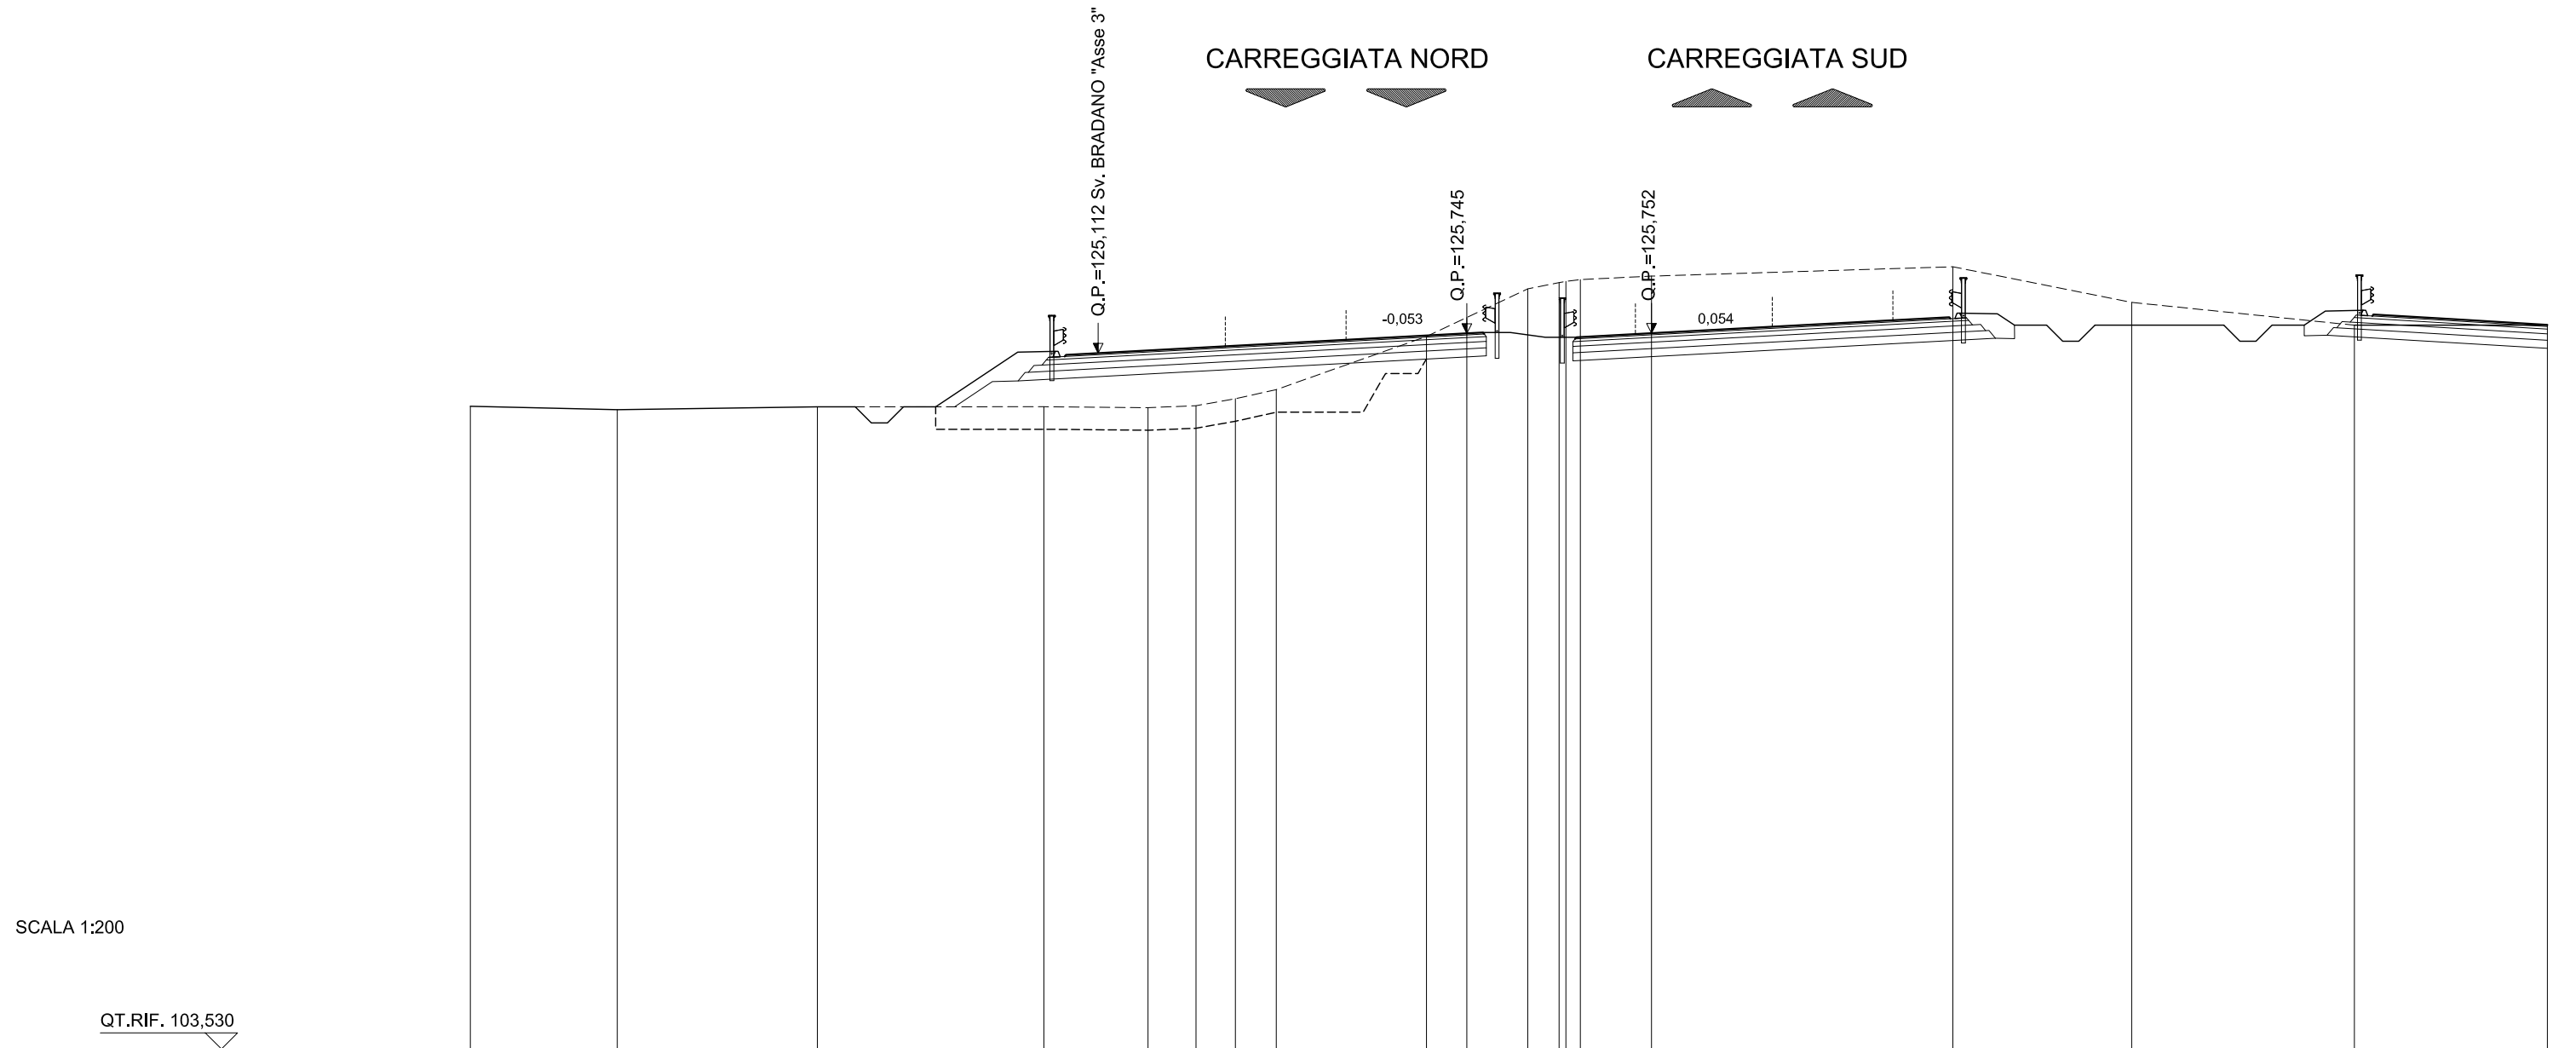 CARREGGIATA NORD
CARREGGIATA SUD
Q.P.=125,112 Sv. BRADANO "Asse 3"
Q.P.=125,745
Q.P.=125,752
-0,053
0,054
SCALA 1:200
QT.RIF. 103,530